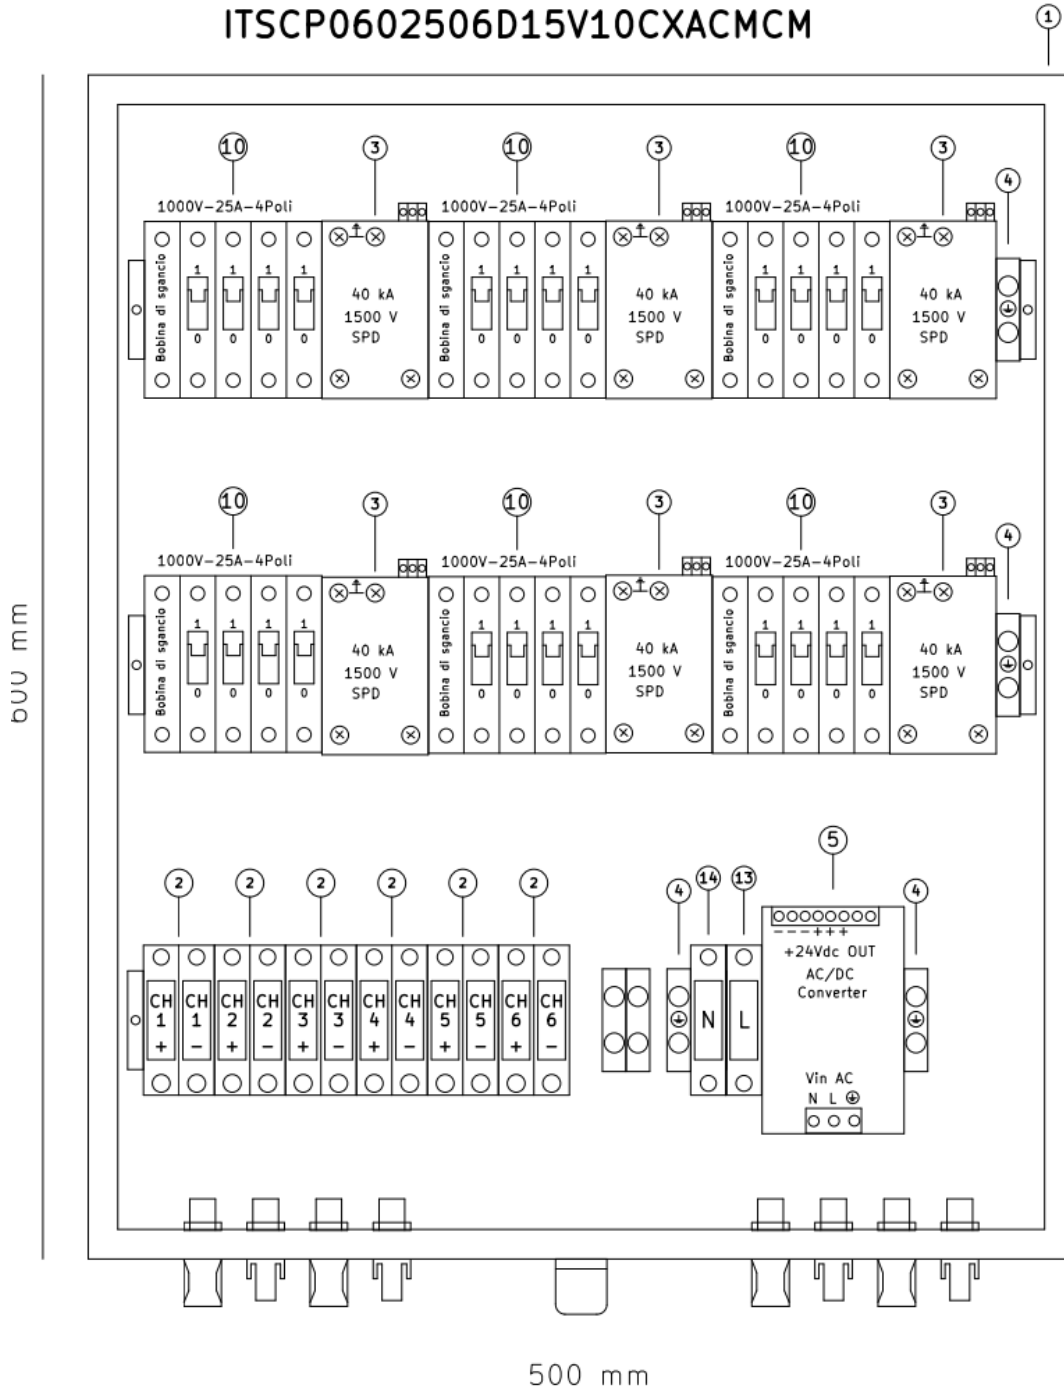 ITSCP0602506D15V10CXACMCM
1
10 3 10 3 10 3 4
1000V-25A-4Poli 1000V-25A-4Poli 1000V-25A-4Poli
Bobina di sgancio 1 1 1 1 Bobina di sgancio 1 1 1 1 Bobina di sgancio 1 1 1 1
40 kA 40 kA 40 kA
1500 V 1500 V 1500 V
SPD SPD SPD
0 0 0 0 0 0 0 0 0 0 0 0
10 3 10 3 10 3 4
1000V-25A-4Poli 1000V-25A-4Poli 1000V-25A-4Poli
Bobina di sgancio 1 1 1 1 Bobina di sgancio 1 1 1 1 Bobina di sgancio 1 1 1 1
40 kA 40 kA 40 kA
1500 V 1500 V 1500 V
SPD SPD SPD
0 0 0 0 0 0 0 0 0 0 0 0
600 mm
5
2 2 2 2 2 2 4 14 13 4
- - - + + +
+24Vdc OUT
AC/DC
Converter
CH CH CH CH CH CH CH CH CH CH CH CH
1 1 2 2 3 3 4 4 5 5 6 6
+ - + - + - + - + - + -
N L
Vin AC
N L
500 mm